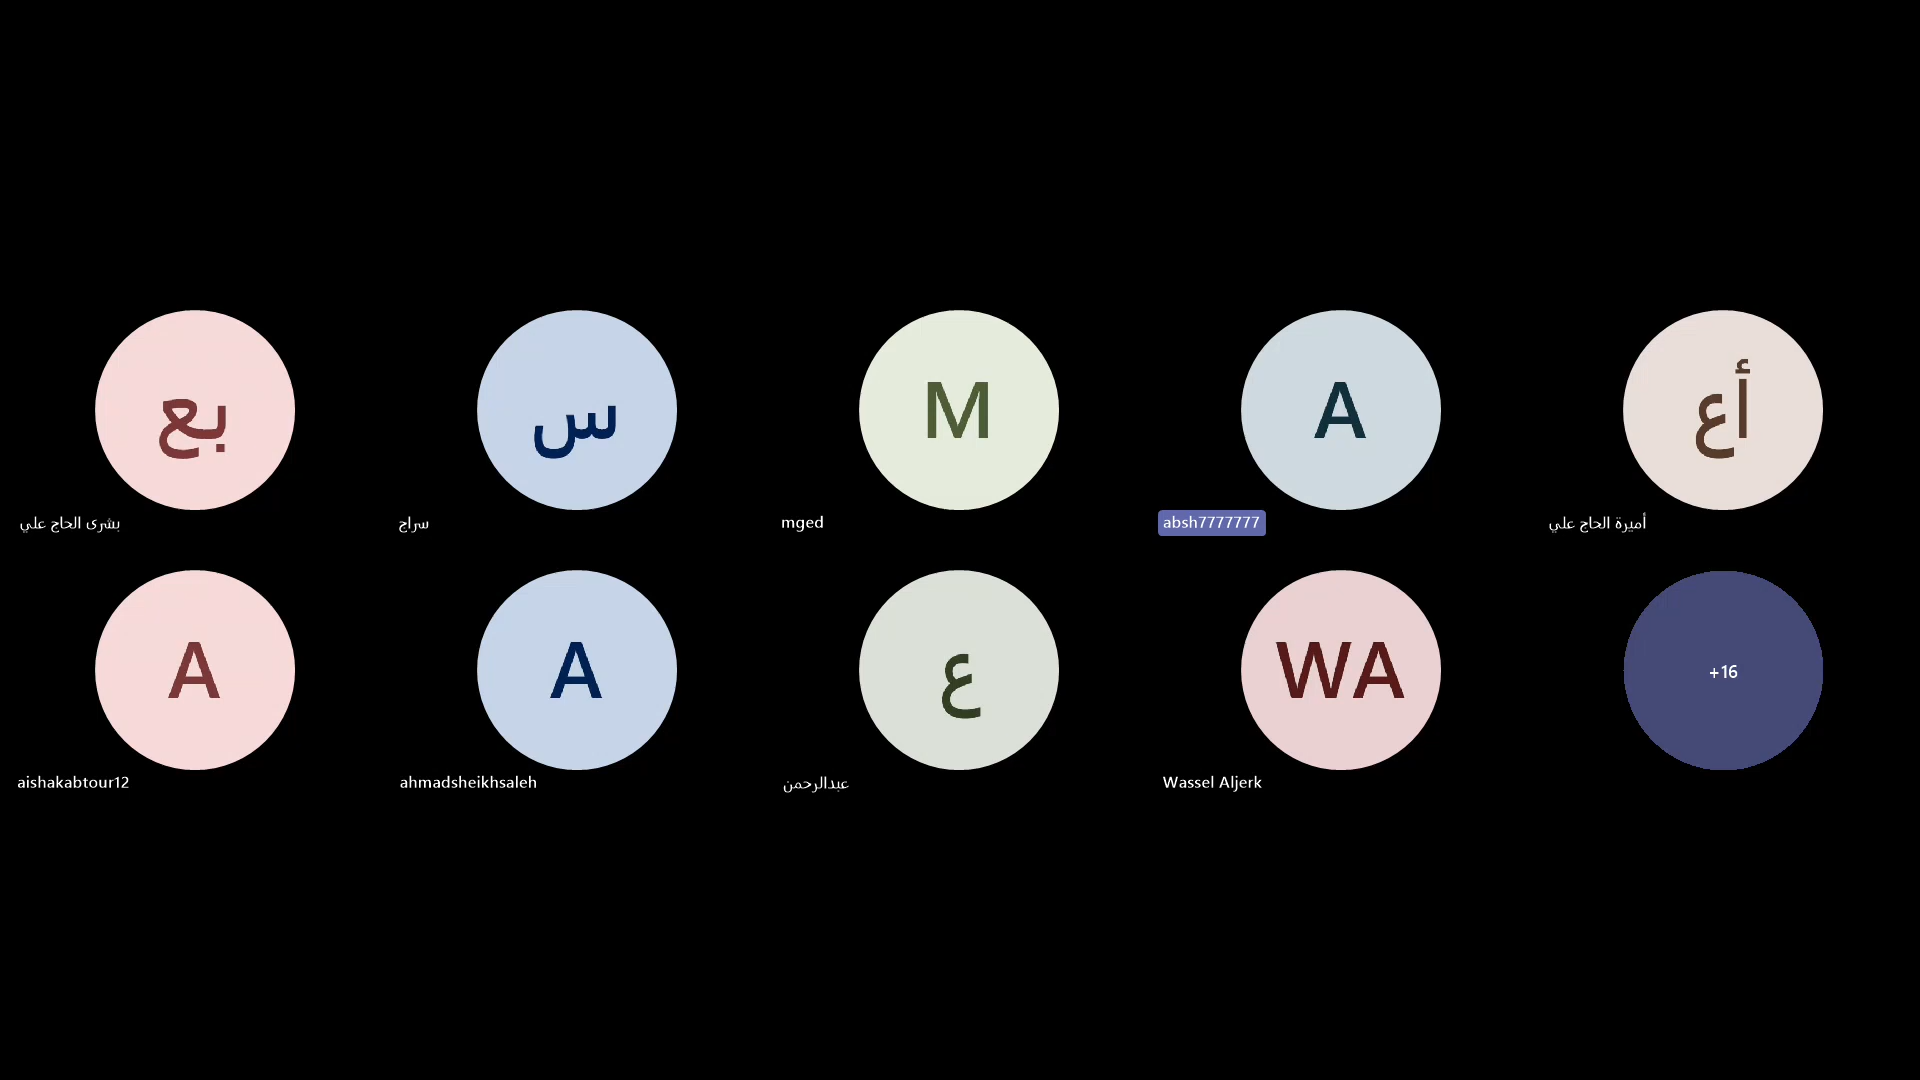 بع
س
M
A
أع
بشرى الحاج علي
سراج
mged
absh7777777
أميرة الحاج علي
A
A
ع
WA
+16
aishakabtour12
ahmadsheikhsaleh
عبدالرحمن
Wassel Aljerk